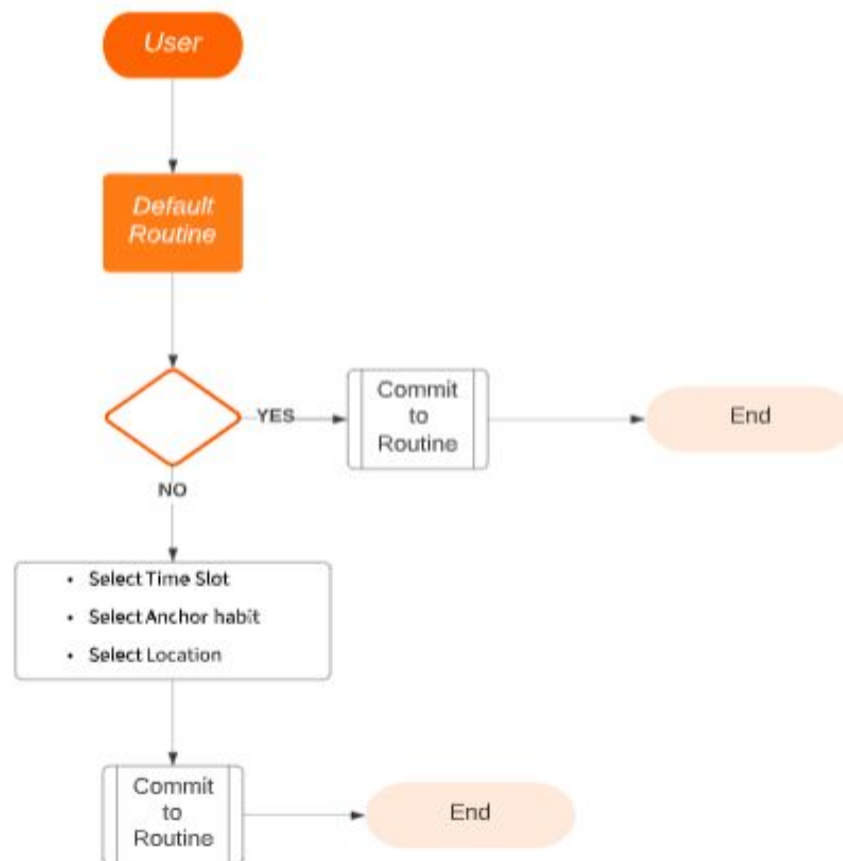 User
Default
Routine
YES
Commit
to
Routine
End
NO
• Select Time Slot
• Select Anchor habit
• Select Location
Commit
to
Routine
End